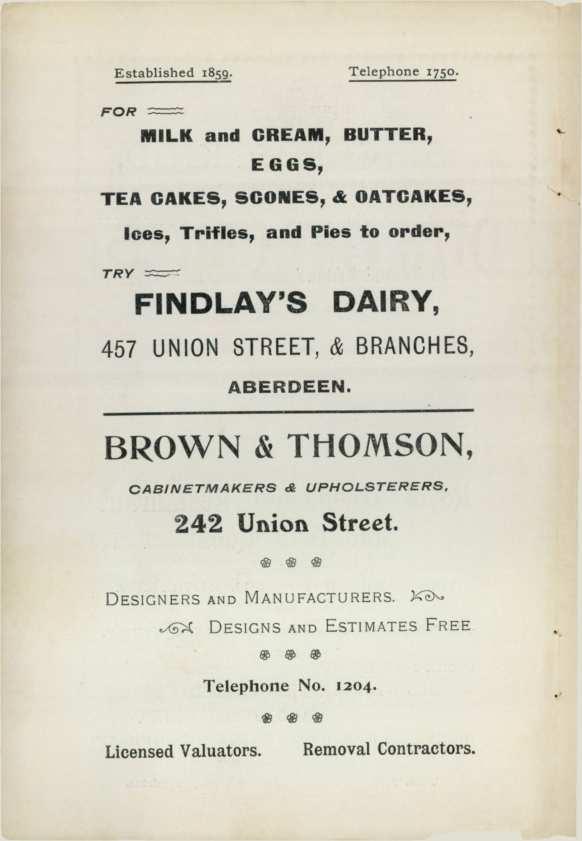 Established 1859. Telephone 1750.
FOR
MILK and CREAM, BUTTER,
EGGS,
TEA CAKES, SCONES, & OATCAKES,
Ices, Trifles, and Pies to order,
TRY
FINDLAY'S DAIRY,
457 UNION STREET, & BRANCHES,
ABERDEEN.
BROWN & THOMSON,
CABINETMAKERS & UPHOLSTERERS,
242 Union Street.
DESIGNERS AND MANUFACTURERS.
DESIGNS AND ESTIMATES FREE
Telephone No. 1204.
Licensed Valuators. Removal Contractors.